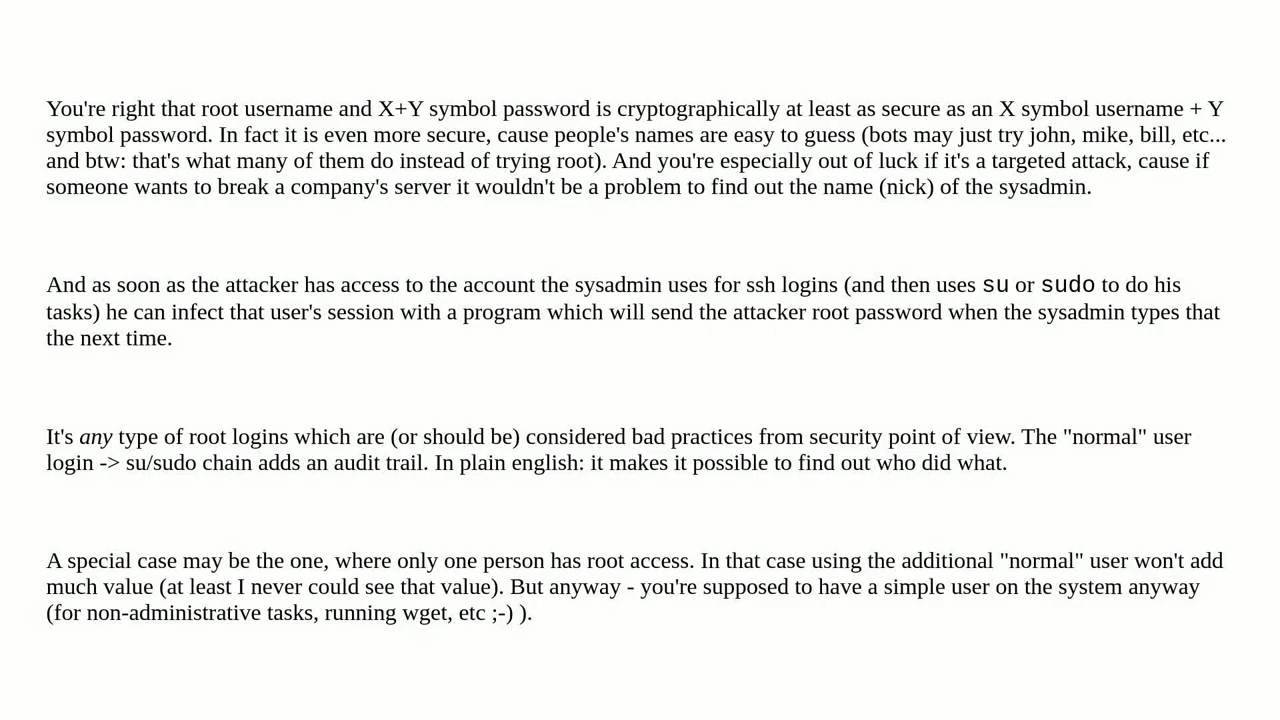 You're right that root username and X+Y symbol password is cryptographically at least as secure as an X symbol username + Y
symbol password. In fact it is even more secure, cause people's names are easy to guess (bots may just try john, mike, bill, etc...
and btw: that's what many of them do instead of trying root). And you're especially out of luck if it's a targeted attack, cause if
someone wants to break a company's server it wouldn't be a problem to find out the name (nick) of the sysadmin.
And as soon as the attacker has access to the account the sysadmin uses for ssh logins (and then uses su or sudo to do his
tasks) he can infect that user's session with a program which will send the attacker root password when the sysadmin types that
the next time.
It's any type of root logins which are (or should be) considered bad practices from security point of view. The "normal" user
login -> su/sudo chain adds an audit trail. In plain english: it makes it possible to find out who did what.
A special case may be the one, where only one person has root access. In that case using the additional "normal" user won't add
much value (at least I never could see that value). But anyway - you're supposed to have a simple user on the system anyway
(for non-administrative tasks, running wget, etc ;-) ).